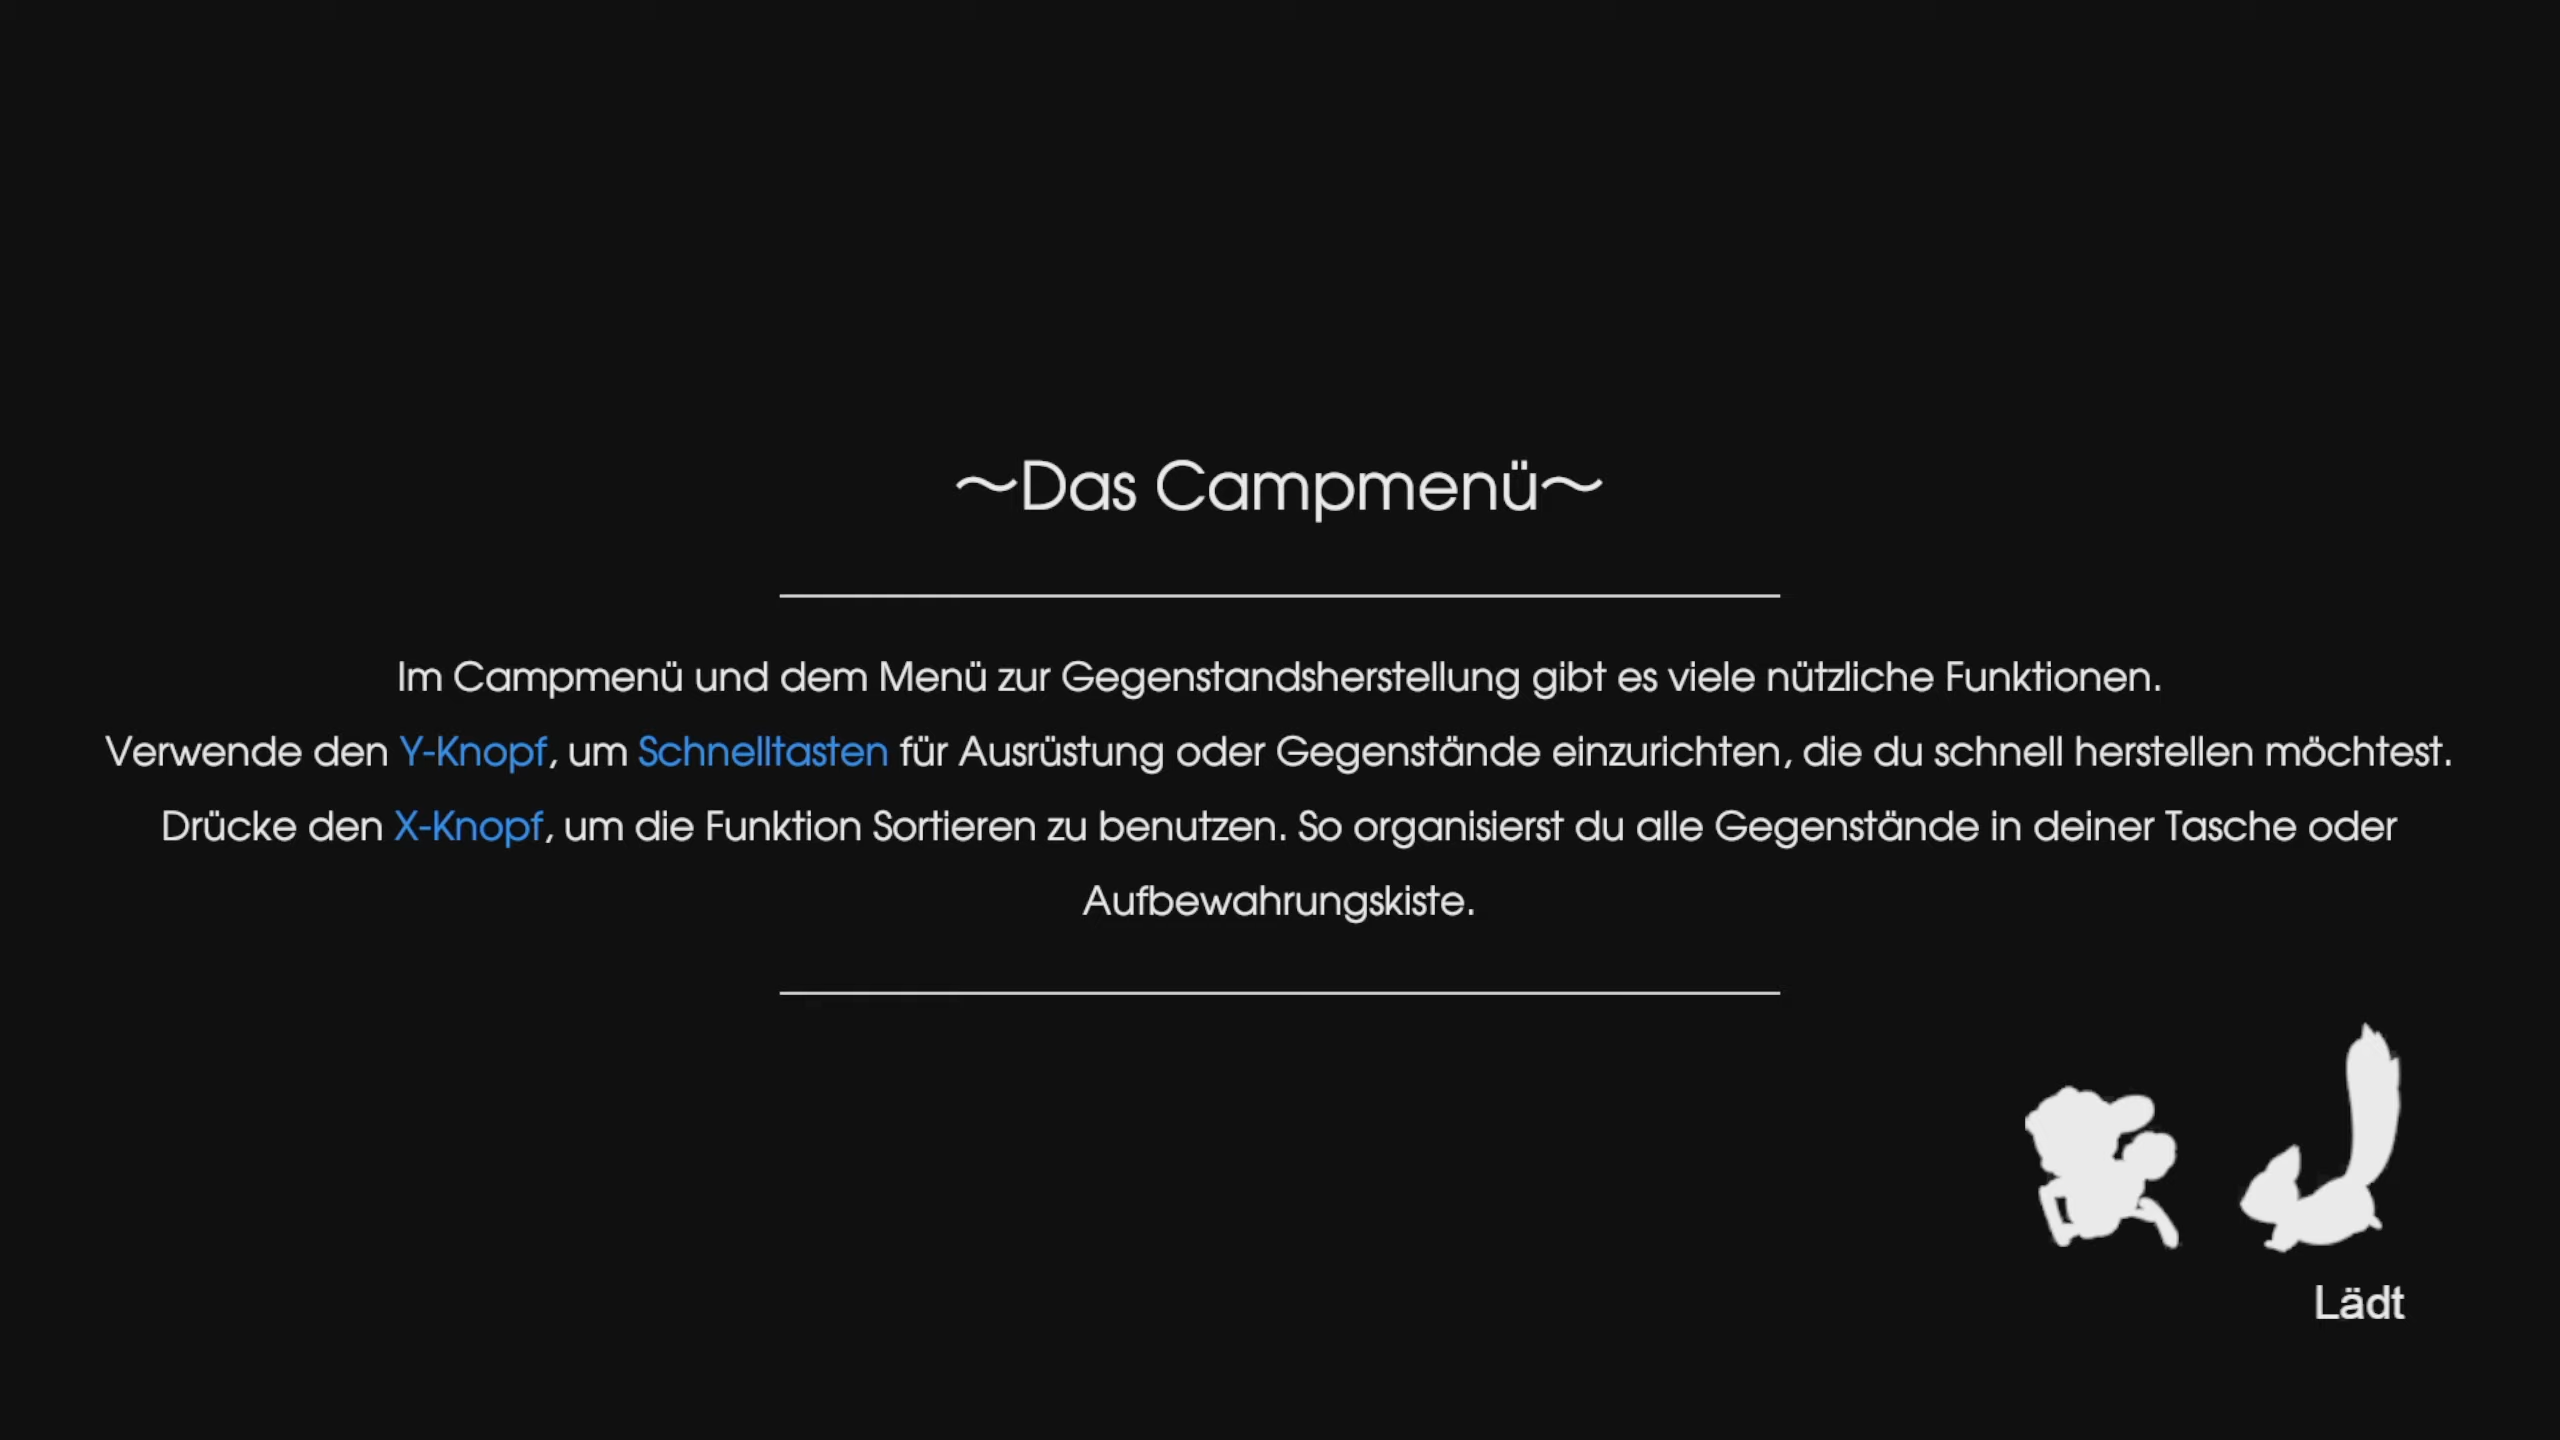 ～Das Campmenü～
Im Campmenü und dem Menü zur Gegenstandsherstellung gibt es viele nützliche Funktionen.
Verwende den Y-Knopf, um Schnelltasten für Ausrüstung oder Gegenstände einzurichten, die du schnell herstellen möchtest.
Drücke den X-Knopf, um die Funktion Sortieren zu benutzen. So organisierst du alle Gegenstände in deiner Tasche oder
Aufbewahrungskiste.
Lädt